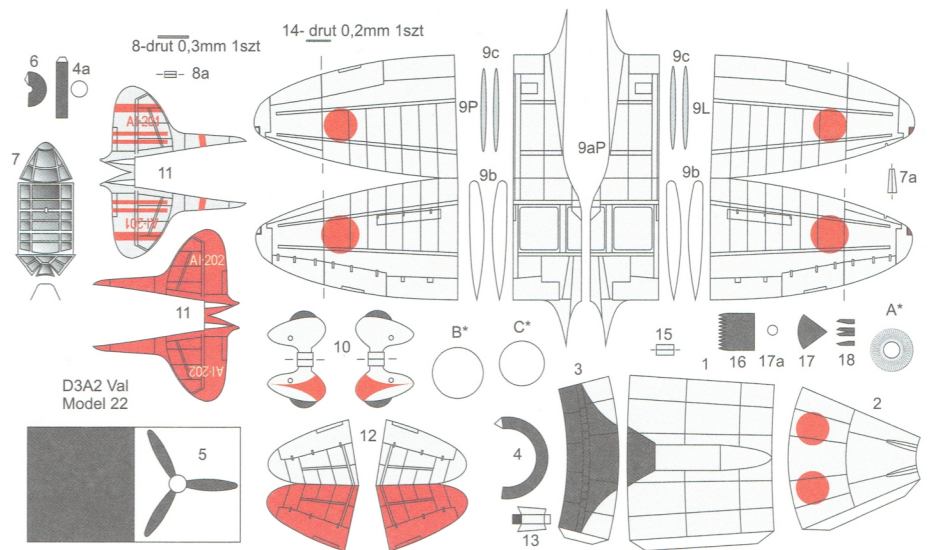 8-drut 0,3mm 1szt
14- drut 0,2mm 1szt
6
4a
8a
9c
9c
9P
9L
7
AI-201
11
9aP
9b
9b
7a
AI-201
AI-202
11
AI-202
10
B*
C*
15
1
16
17a
17
18
A*
D3A2 Val
Model 22
3
2
5
12
4
13